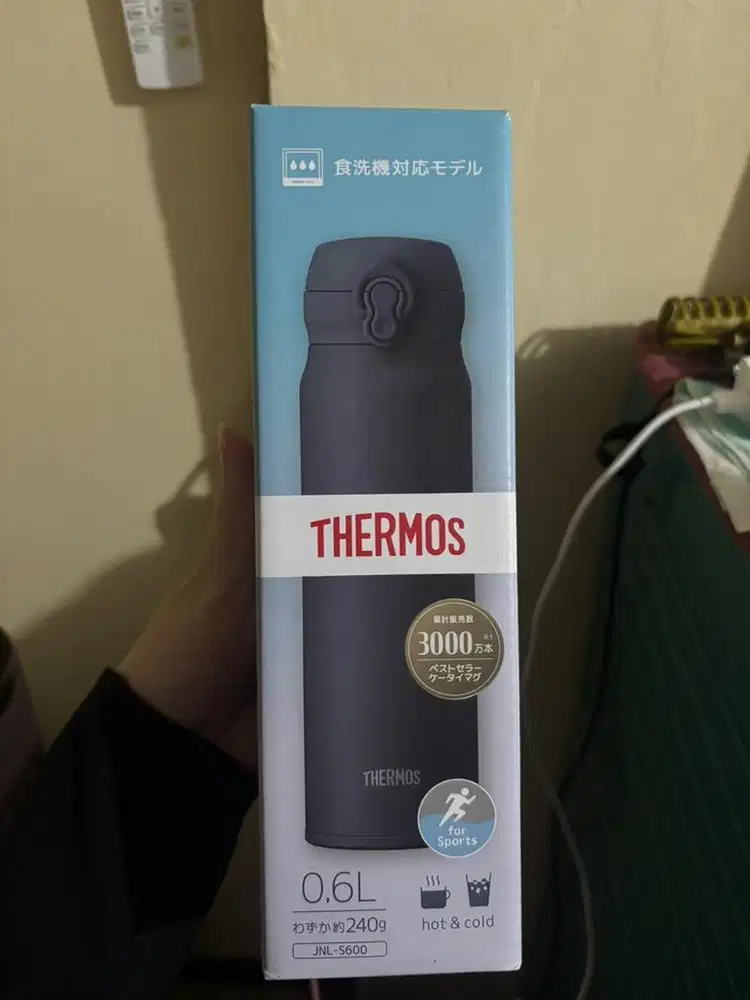 食洗機対応モデル
THERMOS
累計販売数
3000万本※1
ベストセラー
ケータイマグ
THERMOS
for
Sports
0.6L
わずか約240g
JNL-S600
hot & cold